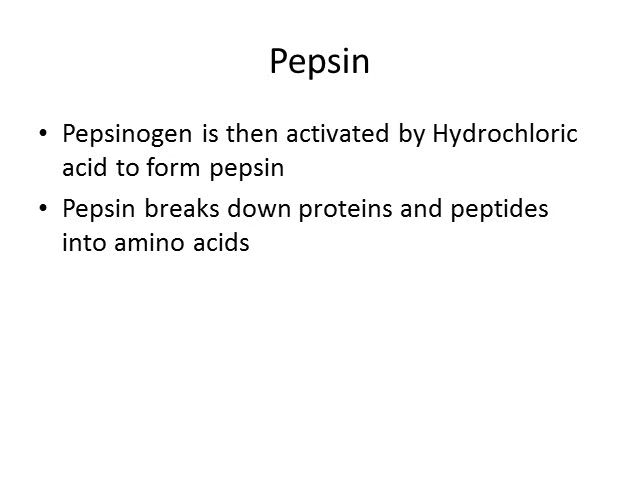 Pepsin
• Pepsinogen is then activated by Hydrochloric
acid to form pepsin
• Pepsin breaks down proteins and peptides
into amino acids